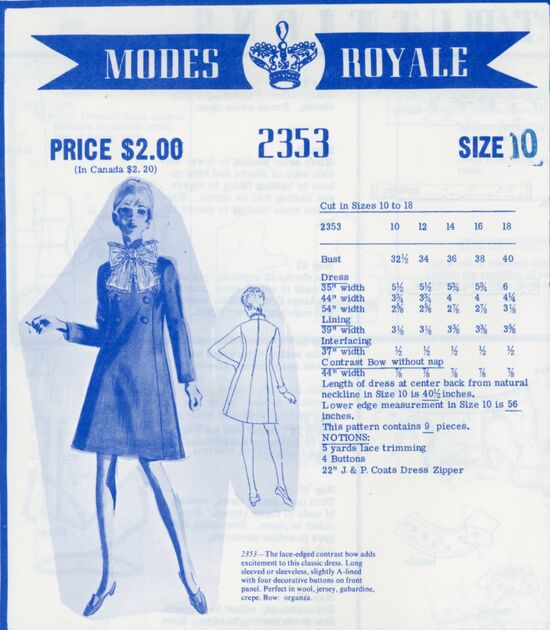 MODES ROYALE
PRICE $2.00 2353 SIZE 10
(In Canada $2.20)
Cut in Sizes 10 to 18
2353 10 12 14 16 18
Bust 32½ 34 36 38 40
Dress
35" width 5½ 5½ 5¾ 5¾ 6
44" width 3¾ 3¾ 4 4 4¼
54" width 2⅝ 2⅝ 2⅞ 2⅞ 3⅛
Lining
39" width 3⅛ 3⅛ 3⅜ 3⅜ 3⅜
Interfacing
37" width ½ ½ ½ ½ ½
Contrast Bow without nap
44" width ⅞ ⅞ ⅞ ⅞ ⅞
Length of dress at center back from natural
neckline in Size 10 is 40½ inches.
Lower edge measurement in Size 10 is 56
inches.
This pattern contains 9 pieces.
NOTIONS:
5 yards lace trimming
4 Buttons
22" J. & P. Coats Dress Zipper
2353—The lace-edged contrast bow adds
excitement to this classic dress. Long
sleeved or sleeveless, slightly A-lined
with four decorative buttons on front
panel. Perfect in wool, jersey, gabardine,
crepe. Bow: organza.